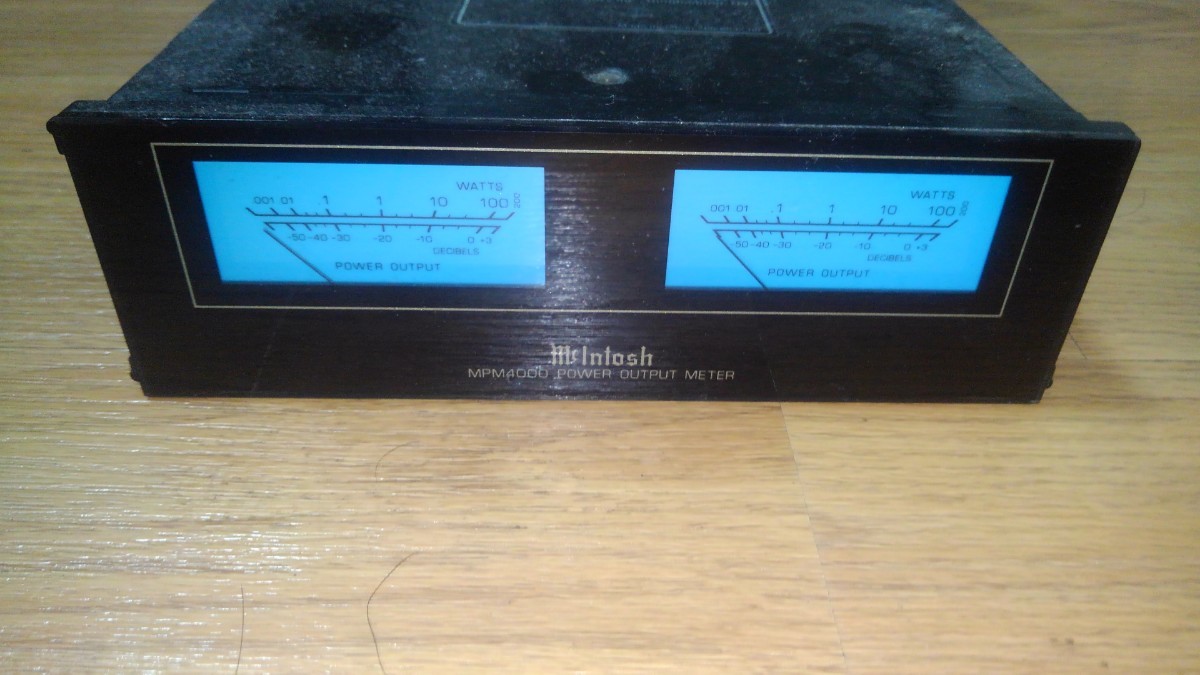 WATTS
.001 .01 .1 1 10 100 200
-50 -40 -30 -20 -10 0 +3
DECIBELS
POWER OUTPUT
WATTS
.001 .01 .1 1 10 100 200
-50 -40 -30 -20 -10 0 +3
DECIBELS
POWER OUTPUT
McIntosh
MPM4000 POWER OUTPUT METER